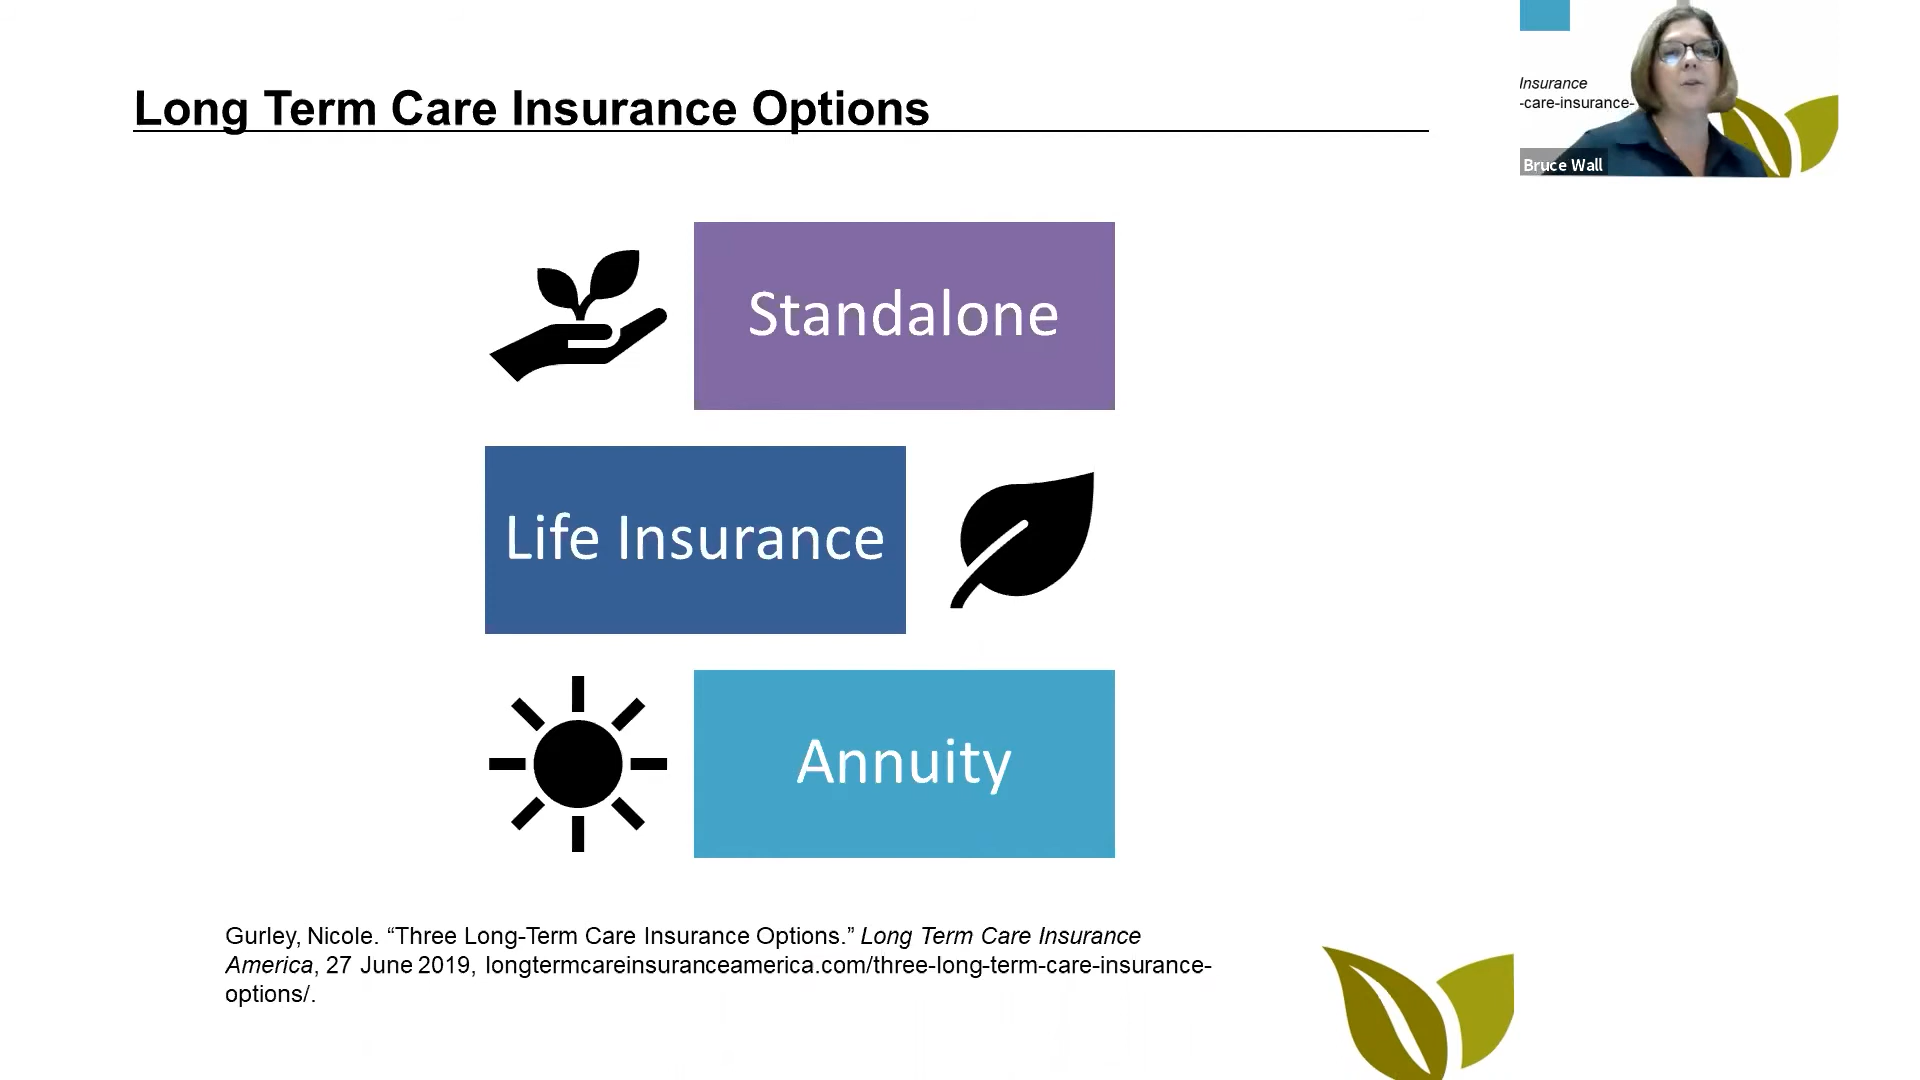 Long Term Care Insurance Options
Insurance
-care-insurance-
Bruce Wall
Standalone
Life Insurance
Annuity
Gurley, Nicole. “Three Long-Term Care Insurance Options.” Long Term Care Insurance
America, 27 June 2019, longtermcareinsuranceamerica.com/three-long-term-care-insurance-
options/.